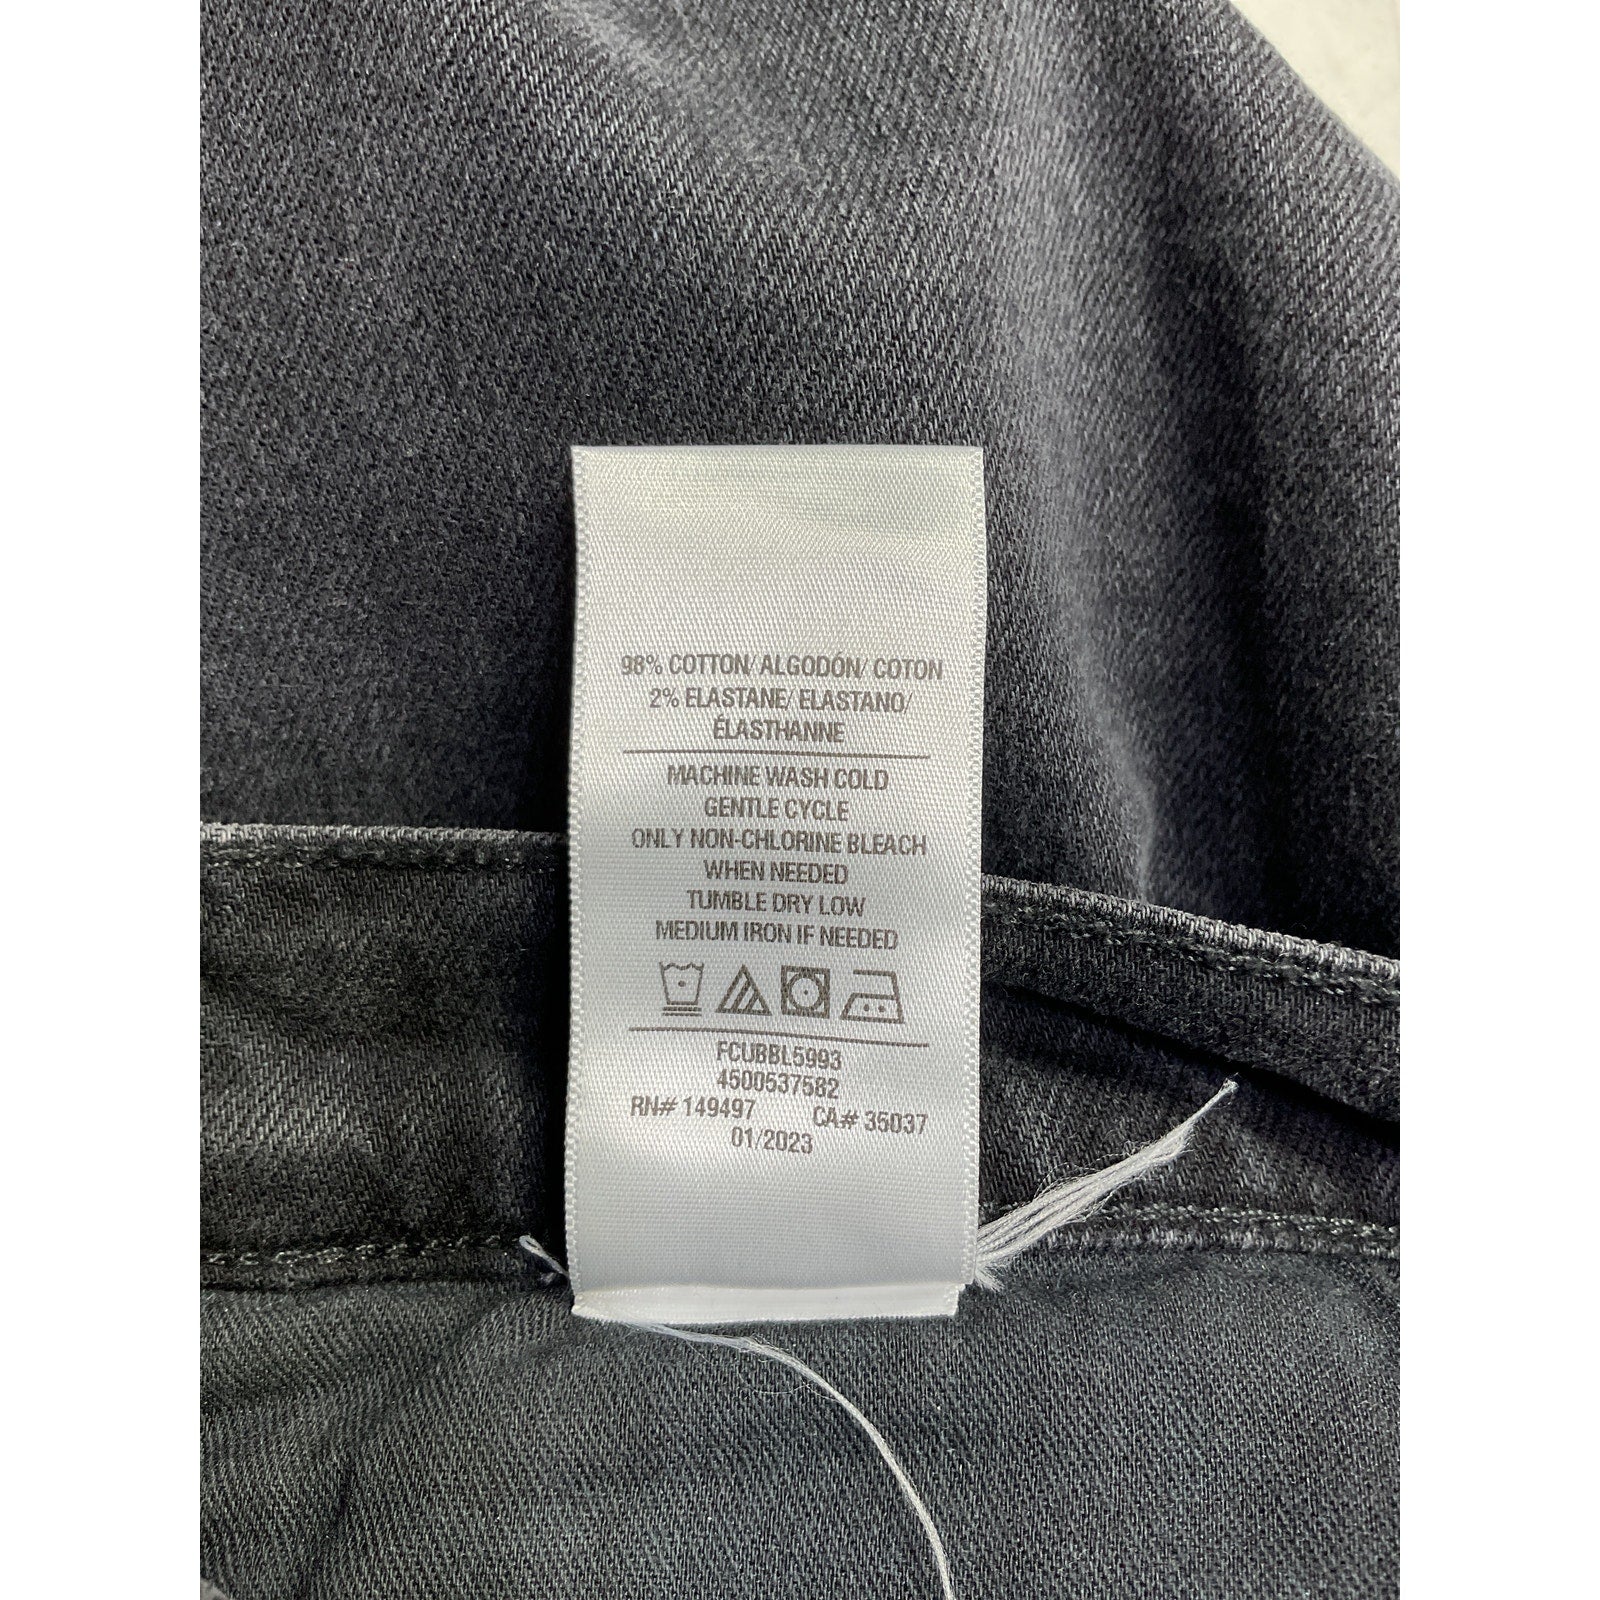 98% COTTON/ ALGODÓN/ COTON
2% ELASTANE/ ELASTANO/
ÉLASTHANNE
MACHINE WASH COLD
GENTLE CYCLE
ONLY NON-CHLORINE BLEACH
WHEN NEEDED
TUMBLE DRY LOW
MEDIUM IRON IF NEEDED
FCUBBL5993
4500537582
RN# 149497 CA# 35037
01/2023